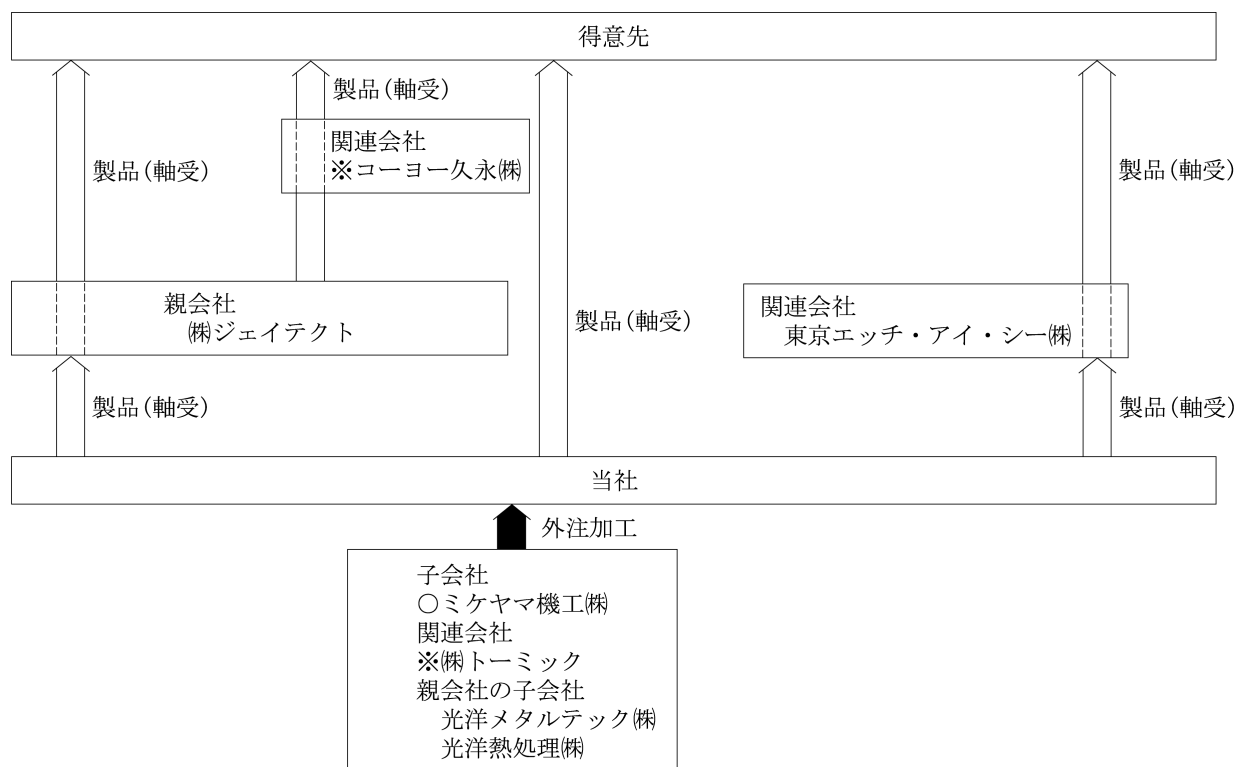 得意先
製品(軸受)
関連会社
※コーヨー久永㈱
製品(軸受)
製品(軸受)
親会社
㈱ジェイテクト
製品(軸受)
関連会社
東京エッチ・アイ・シー㈱
製品(軸受)
製品(軸受)
当社
外注加工
子会社
○ミケヤマ機工㈱
関連会社
※㈱トーミック
親会社の子会社
光洋メタルテック㈱
光洋熱処理㈱